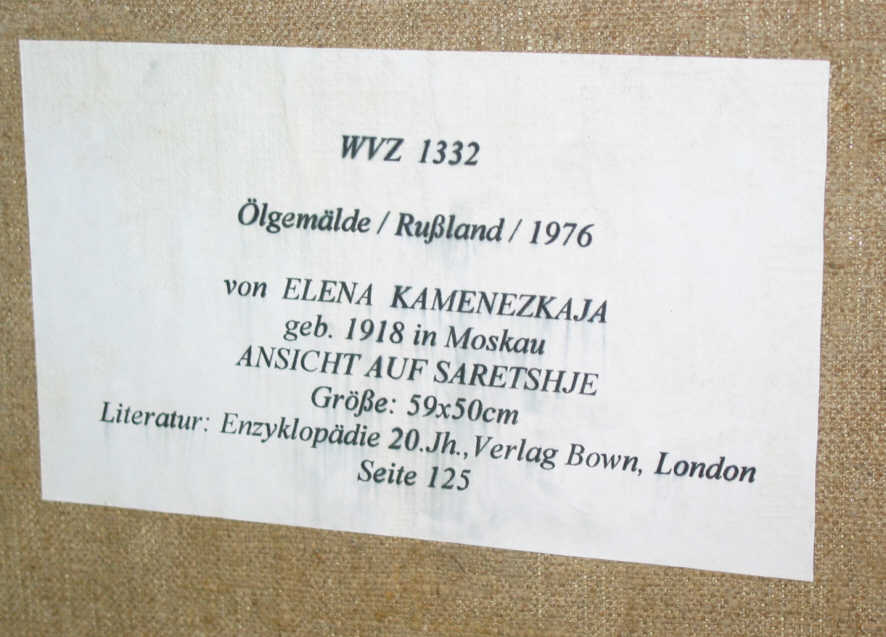 WVZ 1332
Ölgemälde / Rußland / 1976
von ELENA KAMENEZKAJA
geb. 1918 in Moskau
ANSICHT AUF SARETSHJE
Größe: 59x50cm
Literatur: Enzyklopädie 20.Jh.,Verlag Bown, London
Seite 125